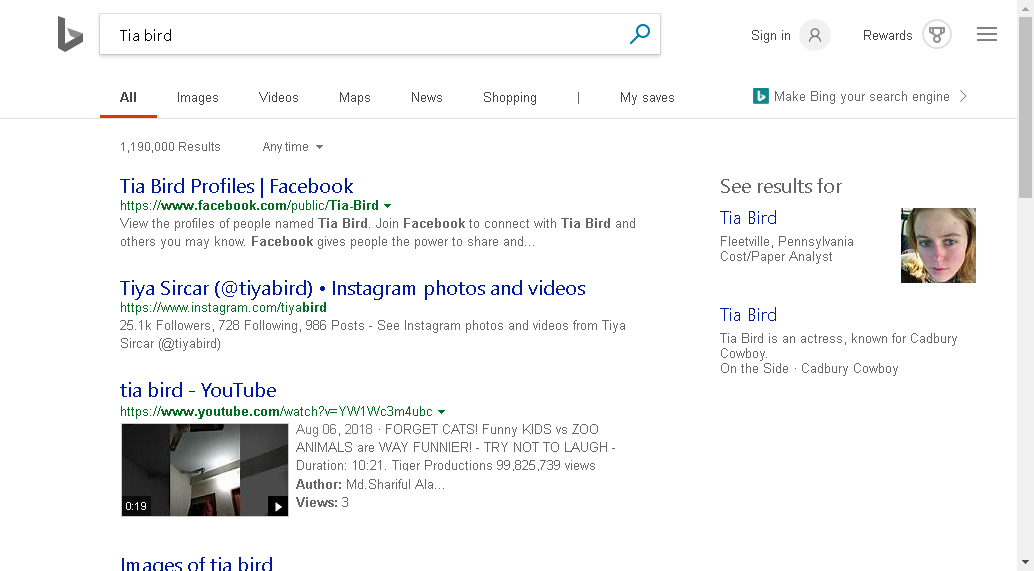 Tia bird
Sign in
Rewards
All
Images
Videos
Maps
News
Shopping
|
My saves
Make Bing your search engine
1,190,000 Results
Any time
Tia Bird Profiles | Facebook
https://www.facebook.com/public/Tia-Bird
View the profiles of people named Tia Bird. Join Facebook to connect with Tia Bird and
others you may know. Facebook gives people the power to share and...
Tiya Sircar (@tiyabird) • Instagram photos and videos
https://www.instagram.com/tiyabird
25.1k Followers, 728 Following, 986 Posts - See Instagram photos and videos from Tiya
Sircar (@tiyabird)
tia bird - YouTube
https://www.youtube.com/watch?v=YW1Wc3m4ubc
0:19
Aug 06, 2018 · FORGET CATS! Funny KIDS vs ZOO
ANIMALS are WAY FUNNIER! - TRY NOT TO LAUGH -
Duration: 10:21. Tiger Productions 99,825,739 views
Author: Md.Shariful Ala...
Views: 3
Images of tia bird
See results for
Tia Bird
Fleetville, Pennsylvania
Cost/Paper Analyst
Tia Bird
Tia Bird is an actress, known for Cadbury
Cowboy.
On the Side · Cadbury Cowboy